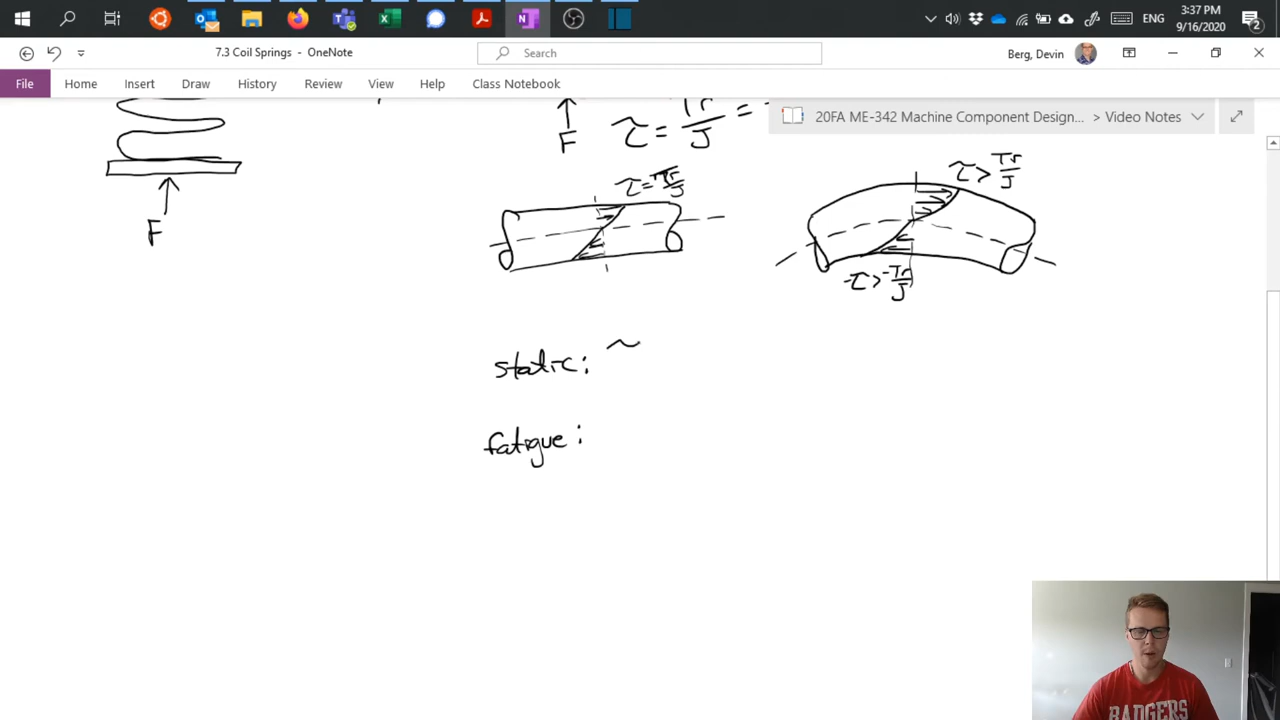 3:37 PM
ENG
9/16/2020
2
7.3 Coil Springs - OneNote
Search
Berg, Devin
File Home Insert Draw History Review View Help Class Notebook
20FA ME-342 Machine Component Design... > Video Notes
F
τ = Tr/J =
F
τ = Tr/J
τ > Tr/J
-τ > -Tr/J
static:
fatigue:
BADGERS